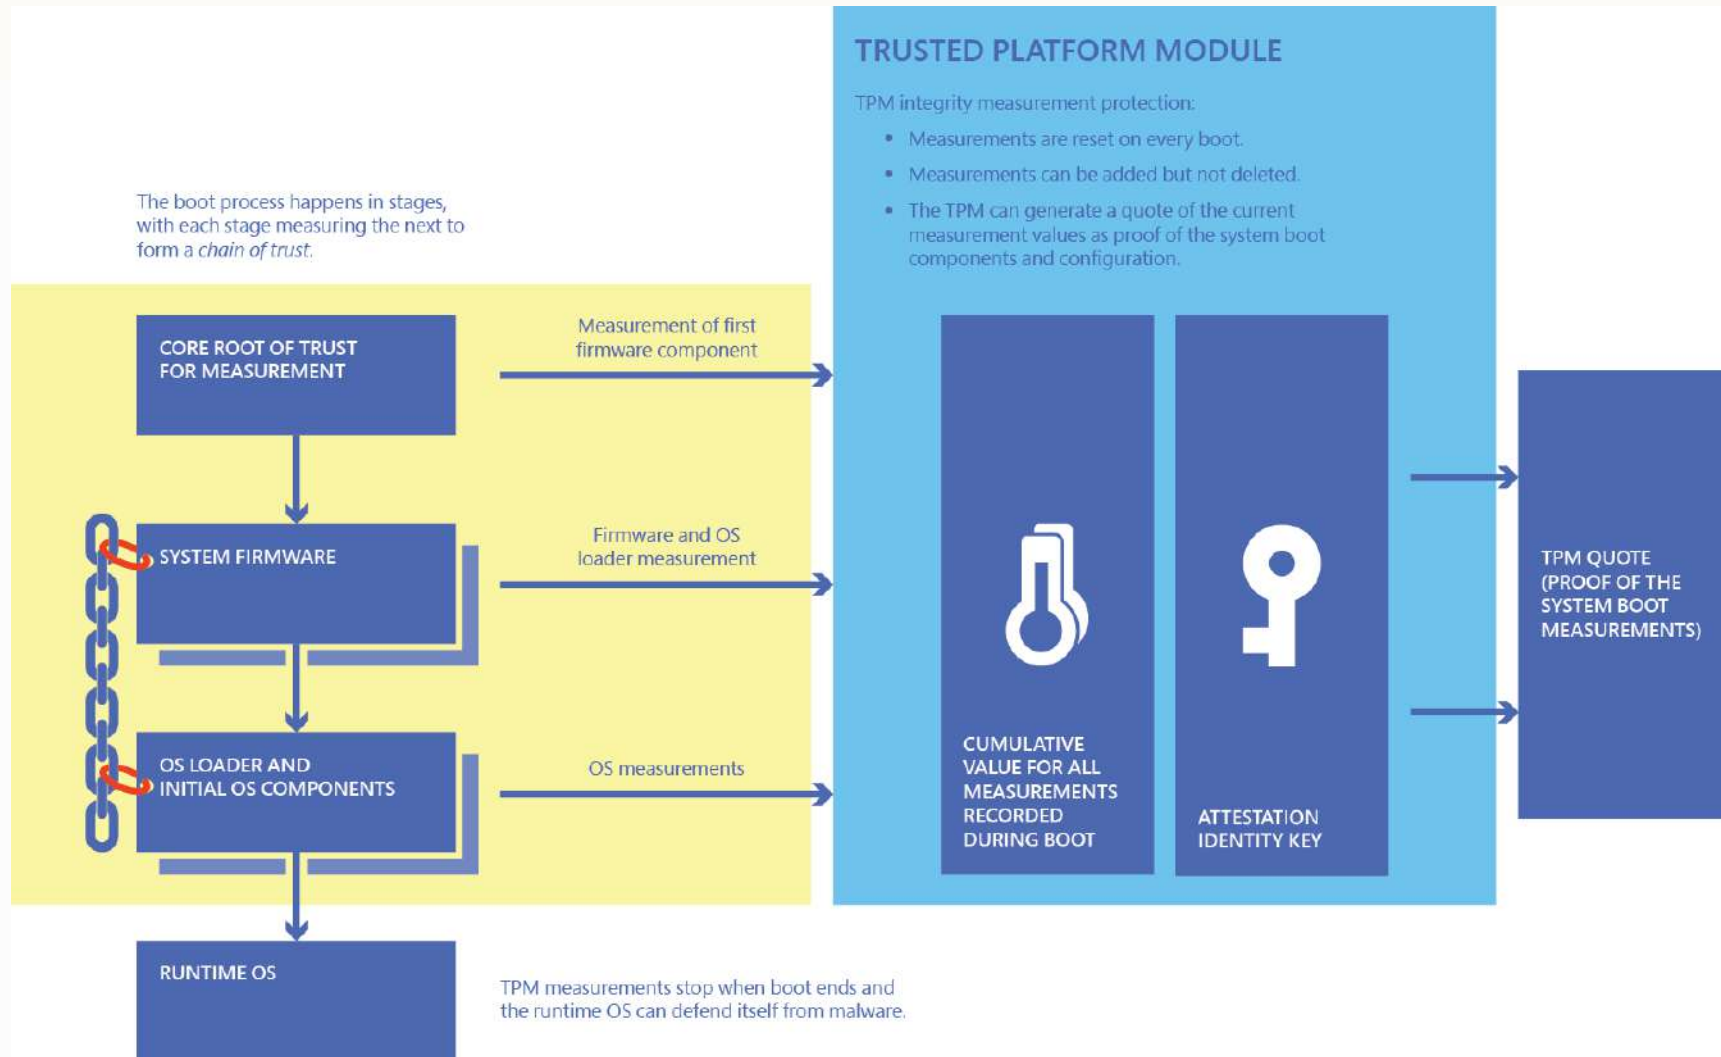 TRUSTED PLATFORM MODULE
TPM integrity measurement protection:
• Measurements are reset on every boot.
• Measurements can be added but not deleted.
• The TPM can generate a quote of the current
measurement values as proof of the system boot
components and configuration.
The boot process happens in stages,
with each stage measuring the next to
form a chain of trust.
CORE ROOT OF TRUST
FOR MEASUREMENT
Measurement of first
firmware component
SYSTEM FIRMWARE
Firmware and OS
loader measurement
OS LOADER AND
INITIAL OS COMPONENTS
OS measurements
CUMULATIVE
VALUE FOR ALL
MEASUREMENTS
RECORDED
DURING BOOT
ATTESTATION
IDENTITY KEY
TPM QUOTE
(PROOF OF THE
SYSTEM BOOT
MEASUREMENTS)
RUNTIME OS
TPM measurements stop when boot ends and
the runtime OS can defend itself from malware.